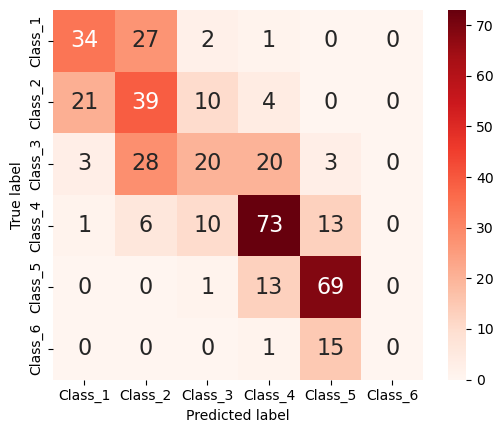 Class_1 34 27 2 1 0 0
Class_2 21 39 10 4 0 0
Class_3 3 28 20 20 3 0
Class_4 1 6 10 73 13 0
Class_5 0 0 1 13 69 0
Class_6 0 0 0 1 15 0
Class_1 Class_2 Class_3 Class_4 Class_5 Class_6
Predicted label
True label
70
60
50
40
30
20
10
0